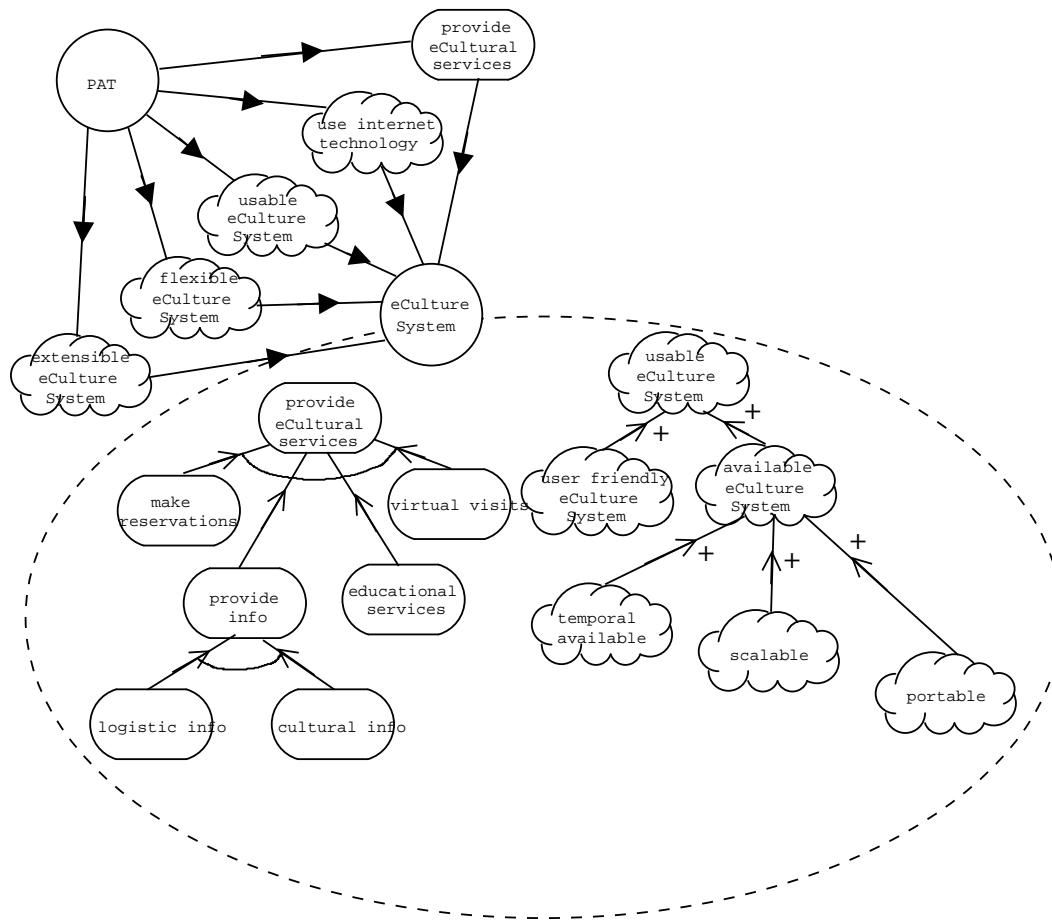 provide
eCultural
services
PAT
use internet
technology
usable
eCulture
System
flexible
eCulture
System
eCulture
System
extensible
eCulture
System
usable
eCulture
System
+
+
provide
eCultural
services
available
eCulture
System
user friendly
eCulture
System
make
reservations
virtual visits
+
+
+
provide
info
educational
services
temporal
available
scalable
portable
logistic info
cultural info